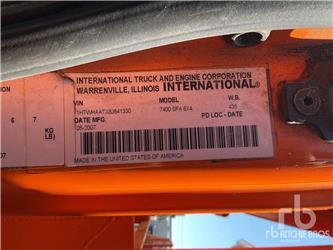 INTERNATIONAL TRUCK AND ENGINE CORPORATION
WARRENVILLE, ILLINOIS INTERNATIONAL®
VIN MODEL W.B.
7400 SFA 6X4
DATE MFG. PD LOC - DATE
05-2007
MADE IN THE UNITED STATES OF AMERICA
6 7
KG
LB)
07
rb
RITCHIE BROS